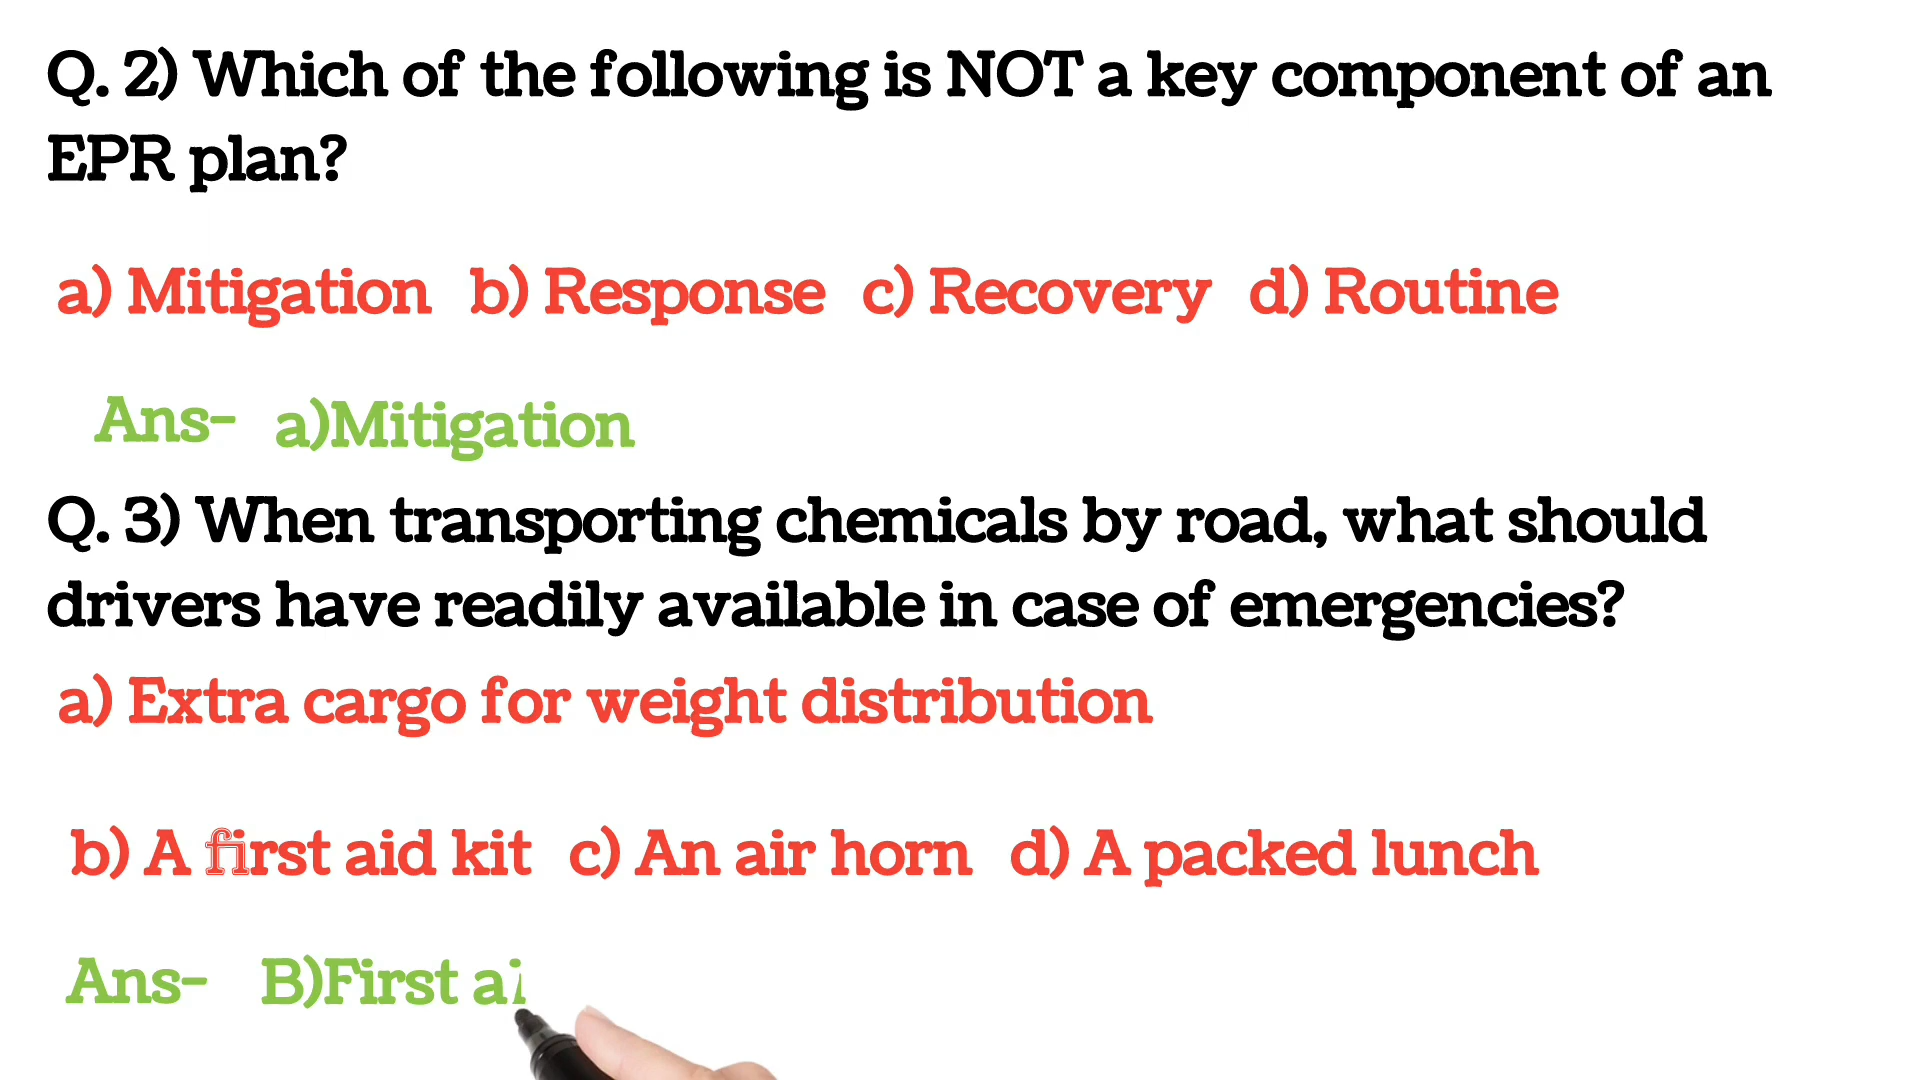 Q. 2) Which of the following is NOT a key component of an
EPR plan?
a) Mitigation b) Response c) Recovery d) Routine
Ans- a)Mitigation
Q. 3) When transporting chemicals by road, what should
drivers have readily available in case of emergencies?
a) Extra cargo for weight distribution
b) A first aid kit c) An air horn d) A packed lunch
Ans- B)First ai